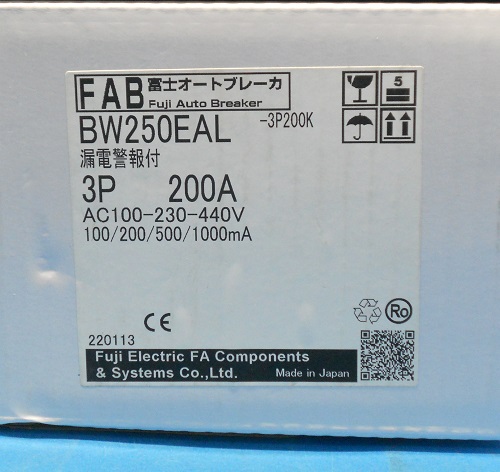 FAB 富士オートブレーカ
Fuji Auto Breaker
BW250EAL -3P200K
漏電警報付
3P 200A
AC100-230-440V
100/200/500/1000mA
5
CE
Ro
220113
Fuji Electric FA Components
& Systems Co.,Ltd. Made in Japan